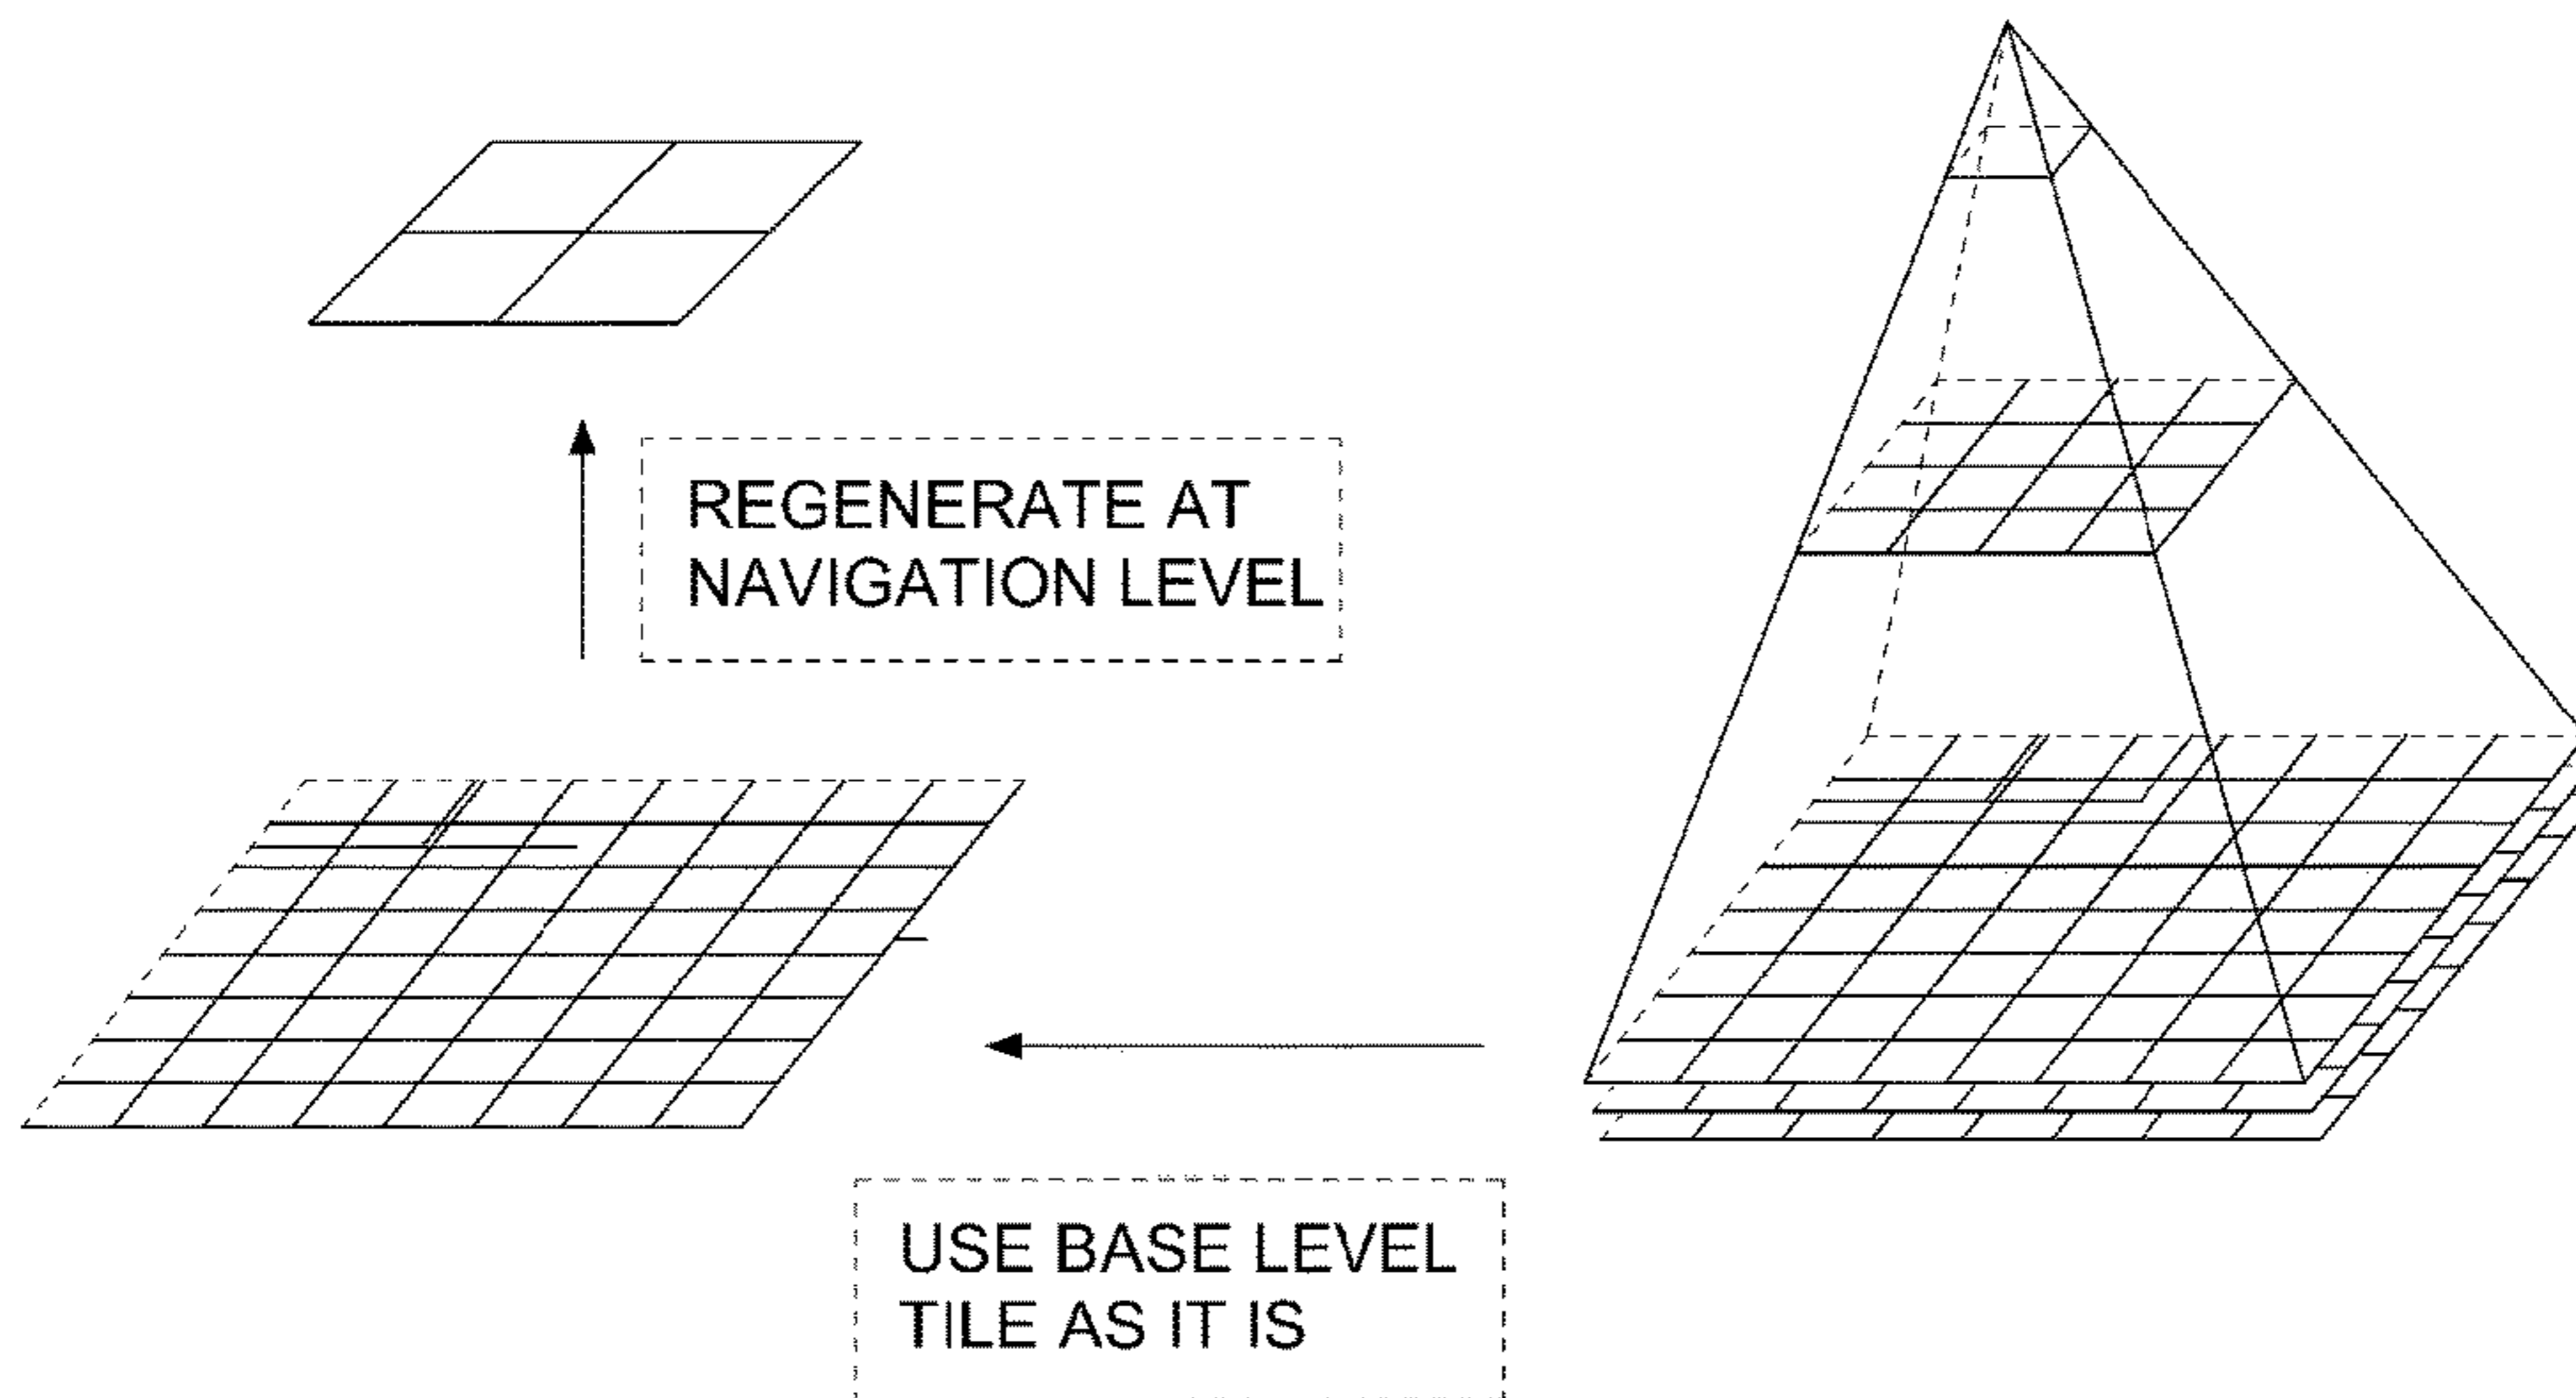 REGENERATE AT
NAVIGATION LEVEL
USE BASE LEVEL
TILE AS IT IS